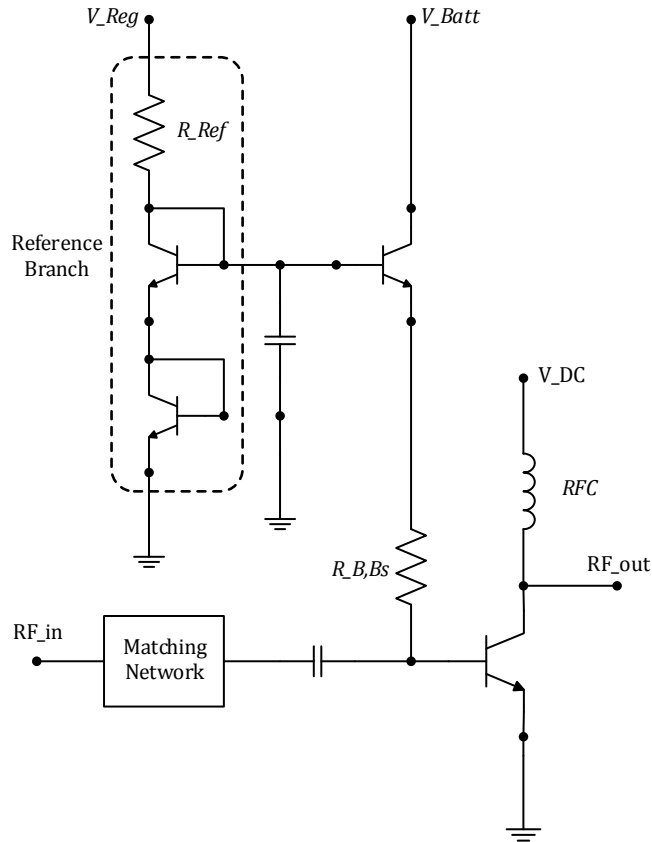 V_Reg
V_Batt
R_Ref
Reference
Branch
V_DC
RFC
R_B,Bs
RF_out
RF_in
Matching
Network